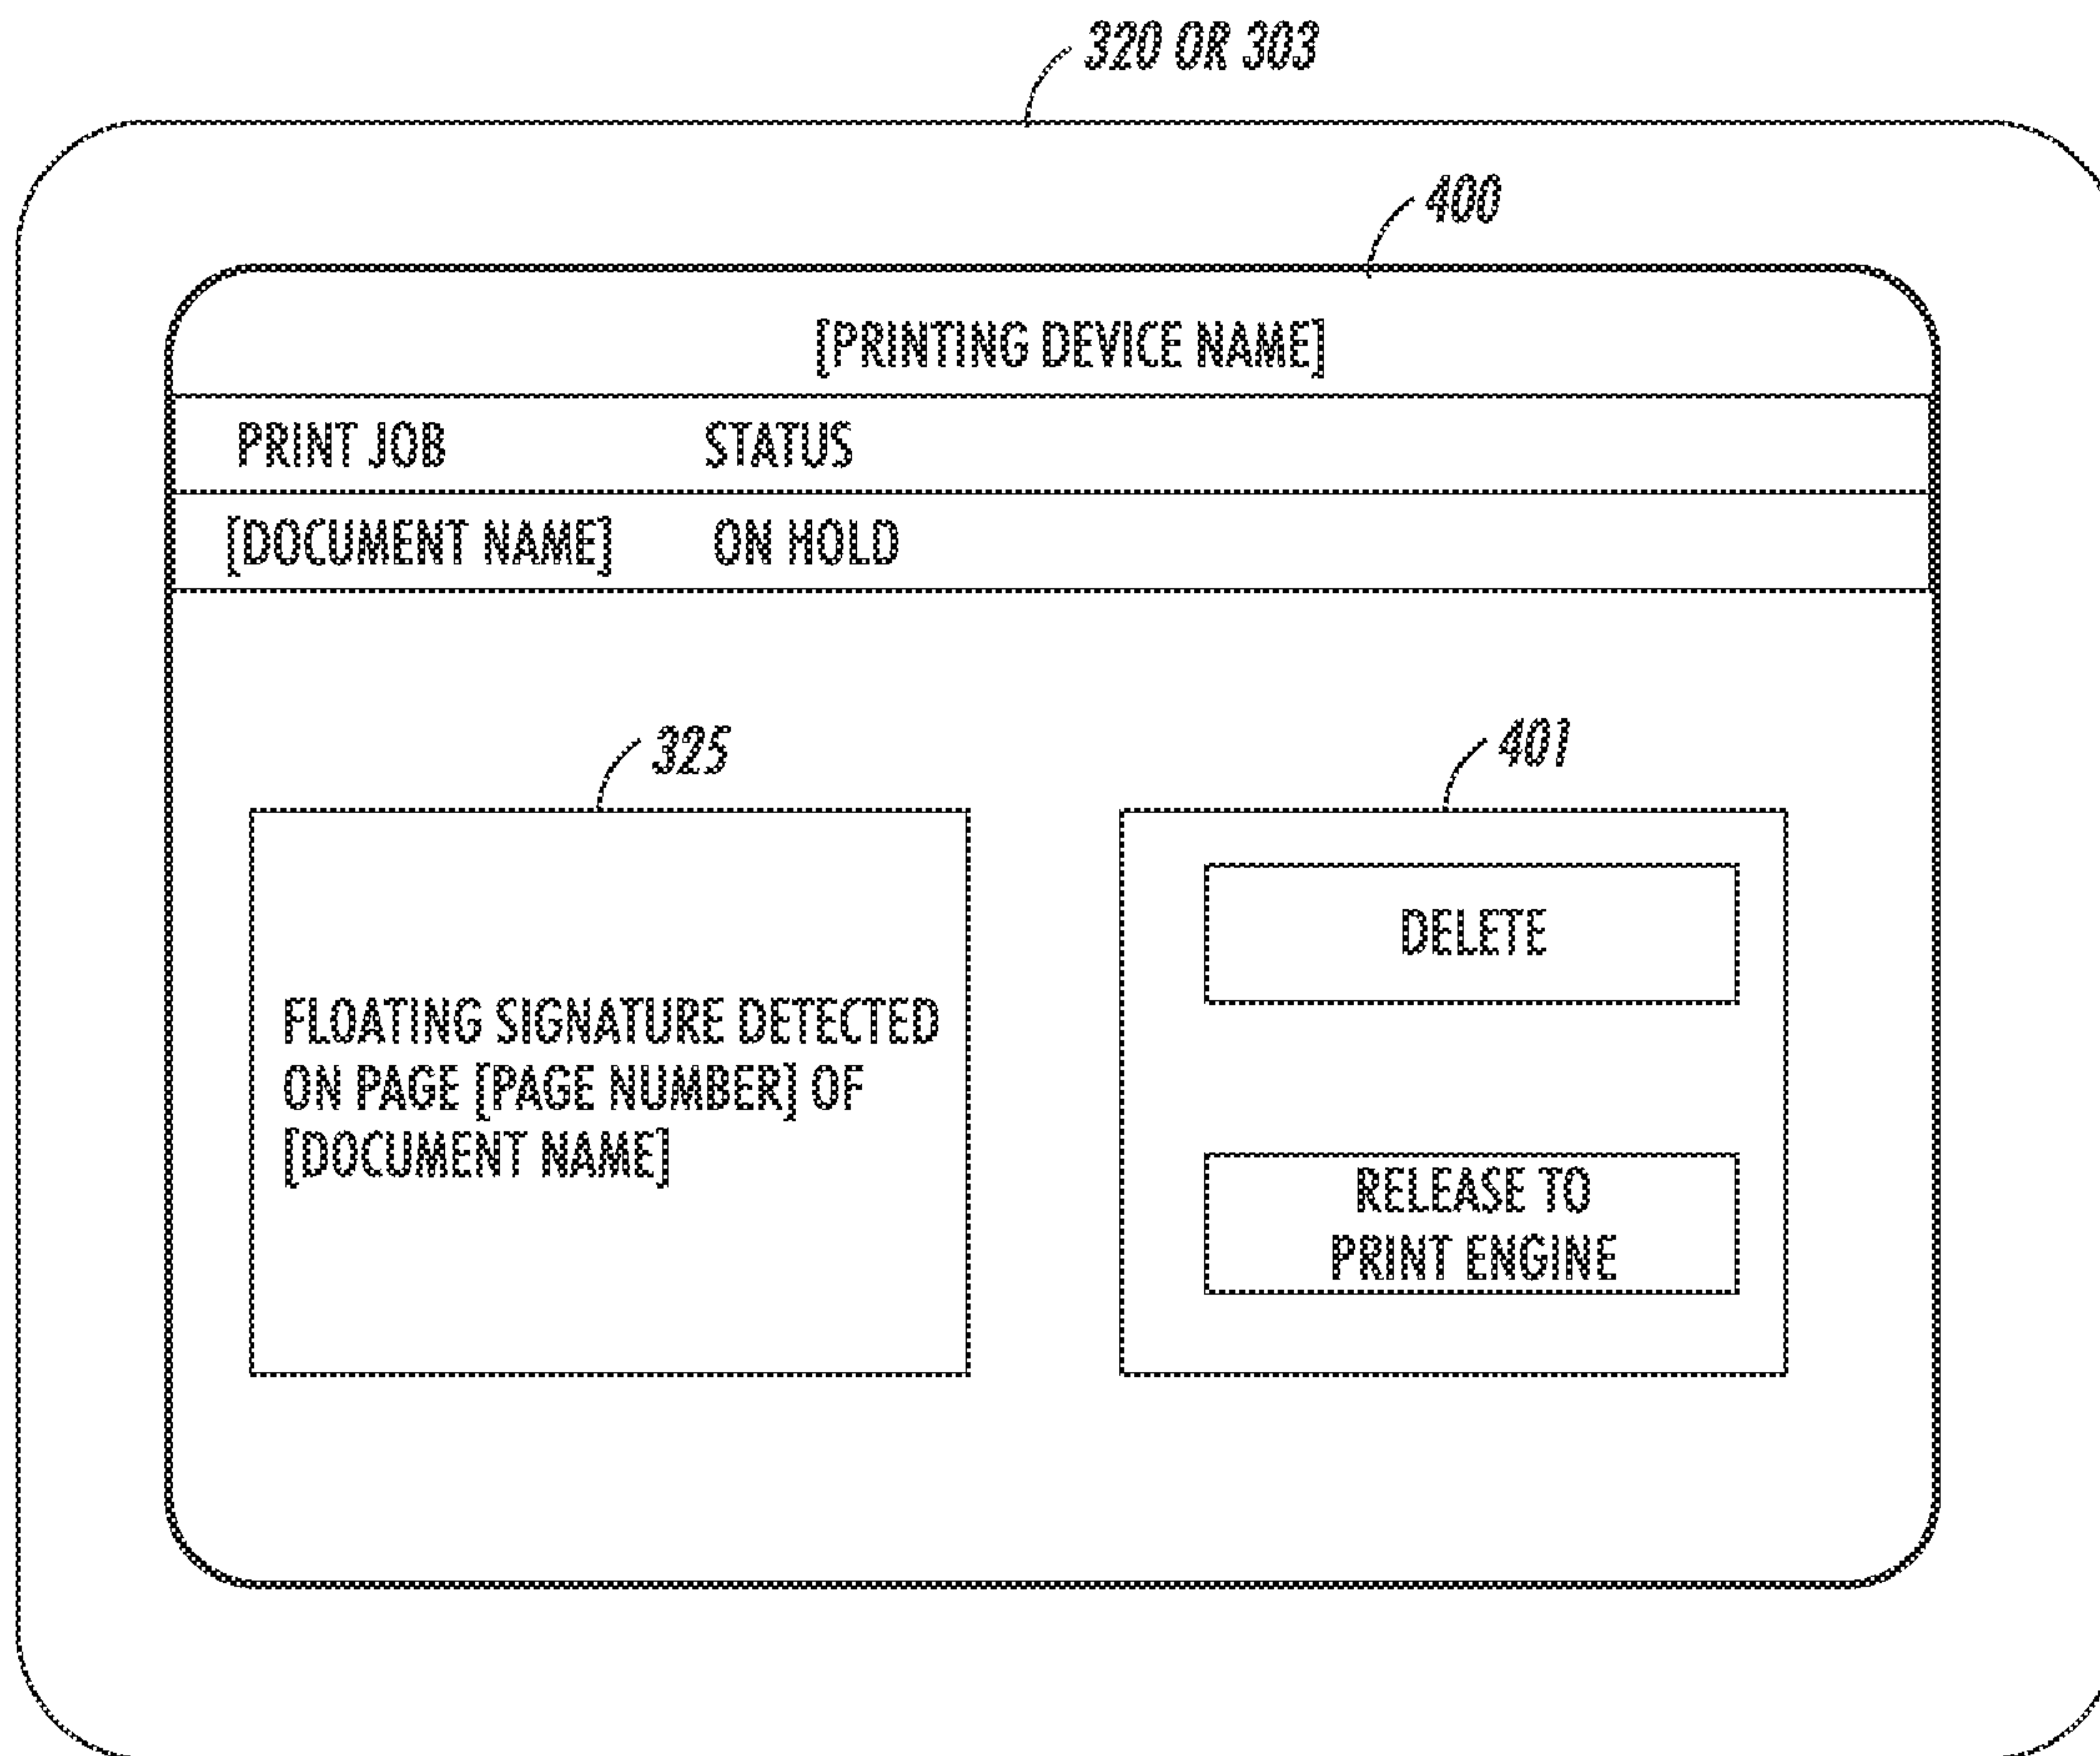 320 OR 303
400
[PRINTING DEVICE NAME]
PRINT JOB STATUS
[DOCUMENT NAME] ON HOLD
325
401
FLOATING SIGNATURE DETECTED
ON PAGE [PAGE NUMBER] OF
[DOCUMENT NAME]
DELETE
RELEASE TO
PRINT ENGINE